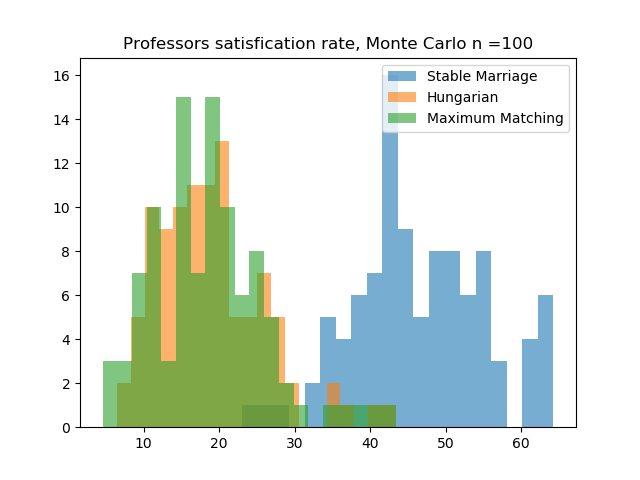 Professors satisfication rate, Monte Carlo n =100
Stable Marriage
Hungarian
Maximum Matching
16
14
12
10
8
6
4
2
0
10 20 30 40 50 60